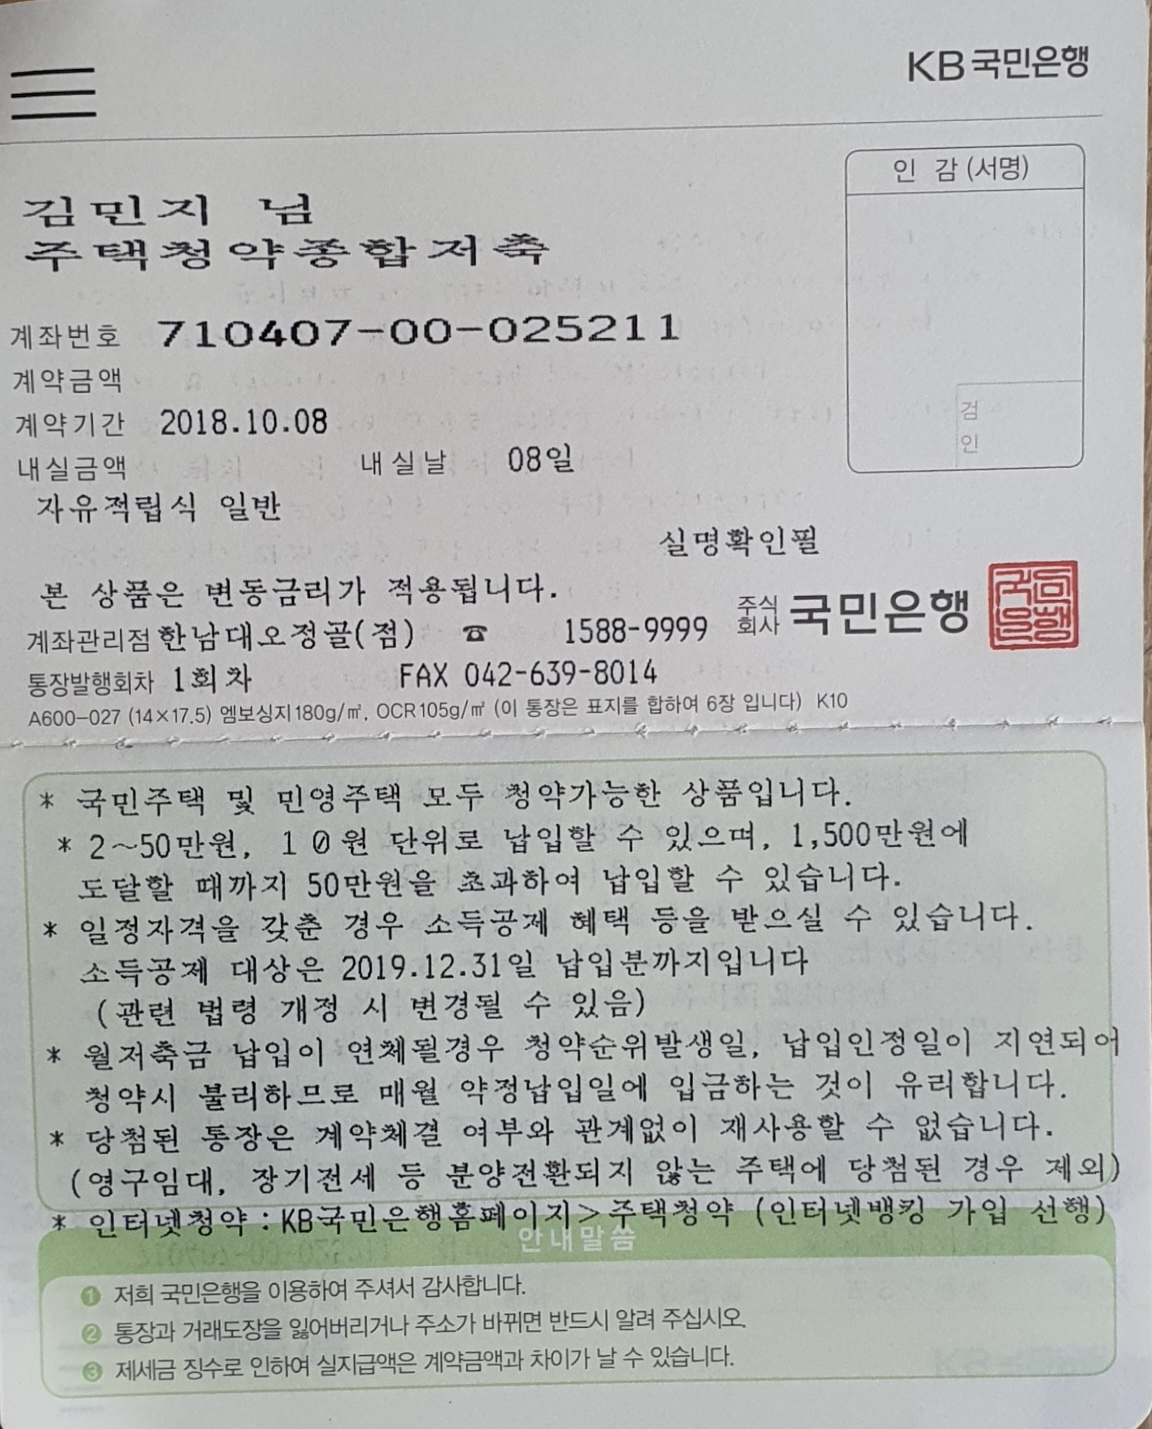 KB국민은행
인 감 (서명)
김민지 님
주택청약종합저축
계좌번호 710407-00-025211
계약금액
계약기간 2018.10.08
검
인
내실금액 내실날 08일
자유적립식 일반
실명확인필
본 상품은 변동금리가 적용됩니다.
계좌관리점 한남대오정골(점) ☎ 1588-9999
주식회사 국민은행
국민은행
통장발행회차 1회차 FAX 042-639-8014
A600-027 (14×17.5) 엠보싱지180g/㎡, OCR105g/㎡ (이 통장은 표지를 합하여 6장 입니다) K10
* 국민주택 및 민영주택 모두 청약가능한 상품입니다.
* 2~50만원, 10원 단위로 납입할 수 있으며, 1,500만원에
도달할 때까지 50만원을 초과하여 납입할 수 있습니다.
* 일정자격을 갖춘 경우 소득공제 혜택 등을 받으실 수 있습니다.
소득공제 대상은 2019.12.31일 납입분까지입니다
(관련 법령 개정 시 변경될 수 있음)
* 월저축금 납입이 연체될경우 청약순위발생일, 납입인정일이 지연되어
청약시 불리하므로 매월 약정납입일에 입금하는 것이 유리합니다.
* 당첨된 통장은 계약체결 여부와 관계없이 재사용할 수 없습니다.
(영구임대, 장기전세 등 분양전환되지 않는 주택에 당첨된 경우 제외)
* 인터넷청약 : KB국민은행홈페이지>주택청약 (인터넷뱅킹 가입 선행)
안내말씀
1 저희 국민은행을 이용하여 주셔서 감사합니다.
2 통장과 거래도장을 잃어버리거나 주소가 바뀌면 반드시 알려 주십시오.
3 제세금 징수로 인하여 실지급액은 계약금액과 차이가 날 수 있습니다.